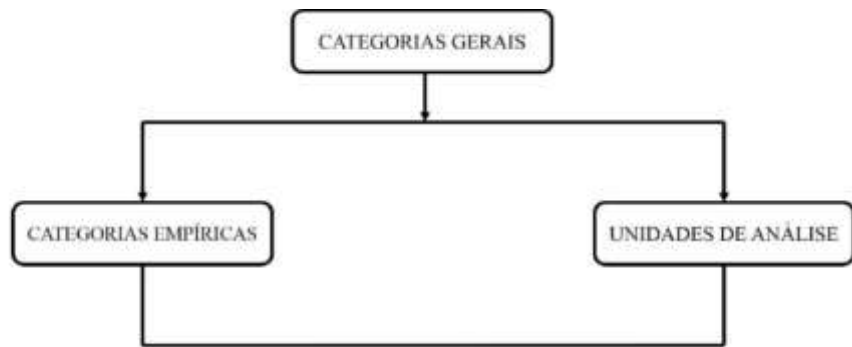 CATEGORIAS GERAIS
CATEGORIAS EMPÍRICAS
UNIDADES DE ANÁLISE